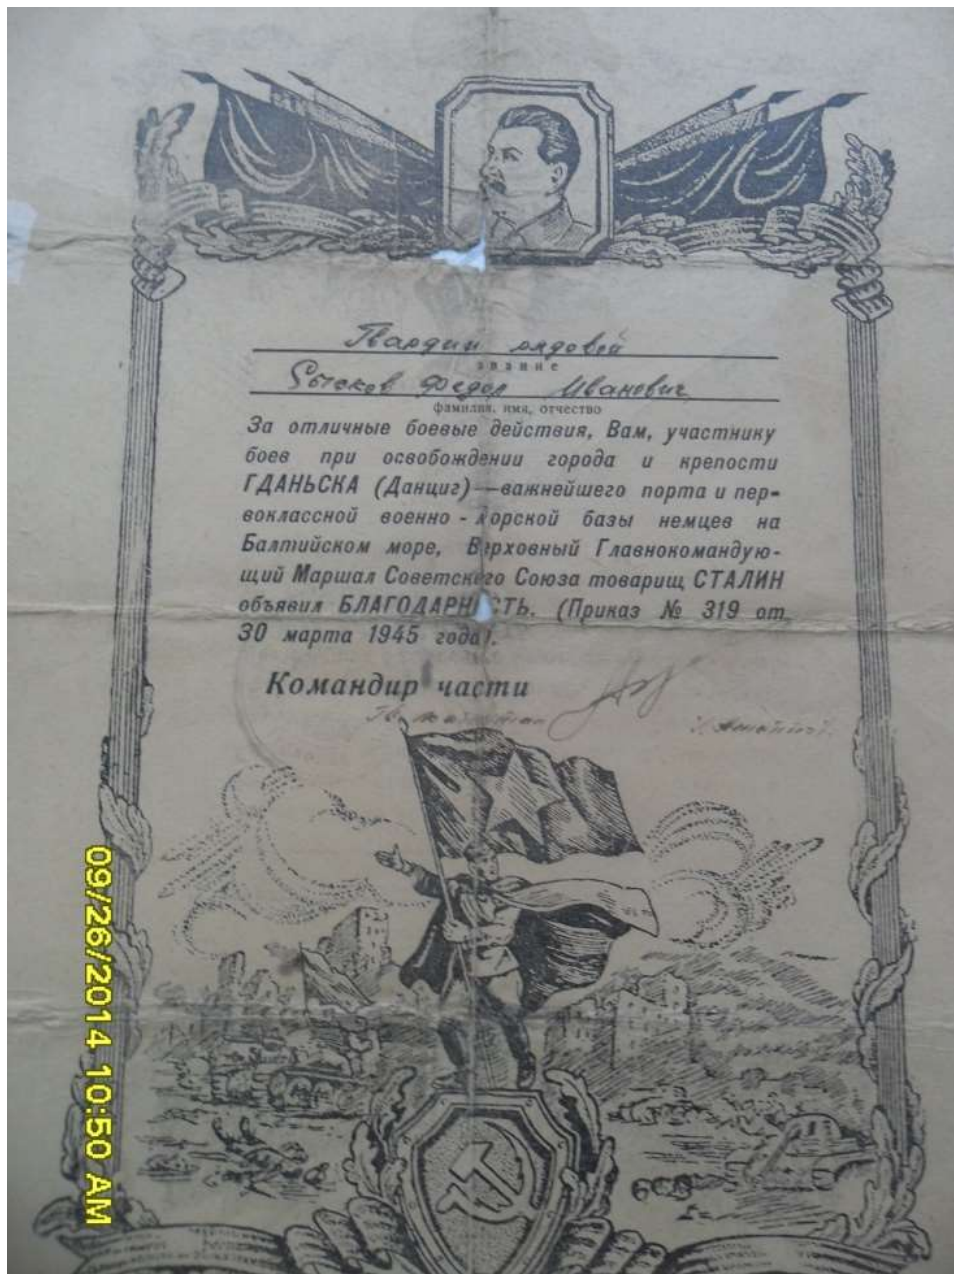 Гвардии рядовой
звание
Сысков Федор Иванович
фамилия, имя, отчество
За отличные боевые действия, Вам, участнику
боев при освобождении города и крепости
ГДАНЬСКА (Данциг)—важнейшего порта и пер-
воклассной военно-морской базы немцев на
Балтийском море, Верховный Главнокомандую-
щий Маршал Советского Союза товарищ СТАЛИН
объявил БЛАГОДАРНОСТЬ. (Приказ № 319 от
30 марта 1945 года).
Командир части
Гв. капитан
09/26/2014 10:50 AM